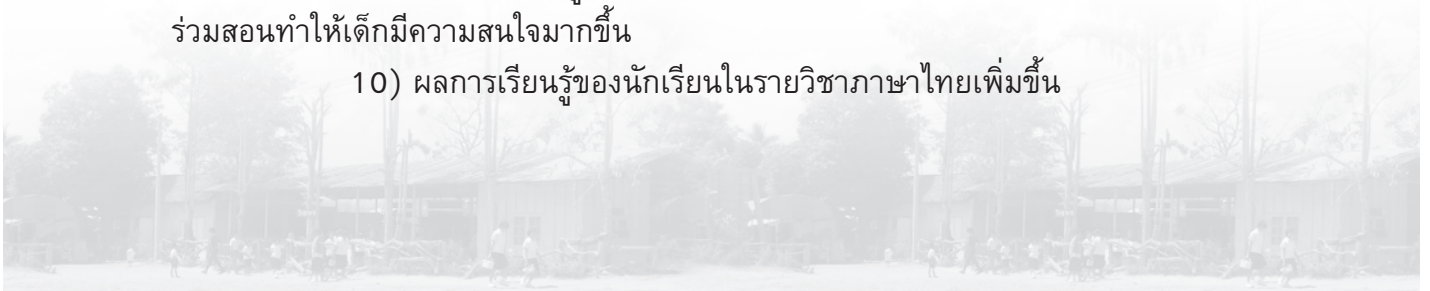 ร่วมสอนทำให้เด็กมีความสนใจมากขึ้น
10) ผลการเรียนรู้ของนักเรียนในรายวิชาภาษาไทยเพิ่มขึ้น